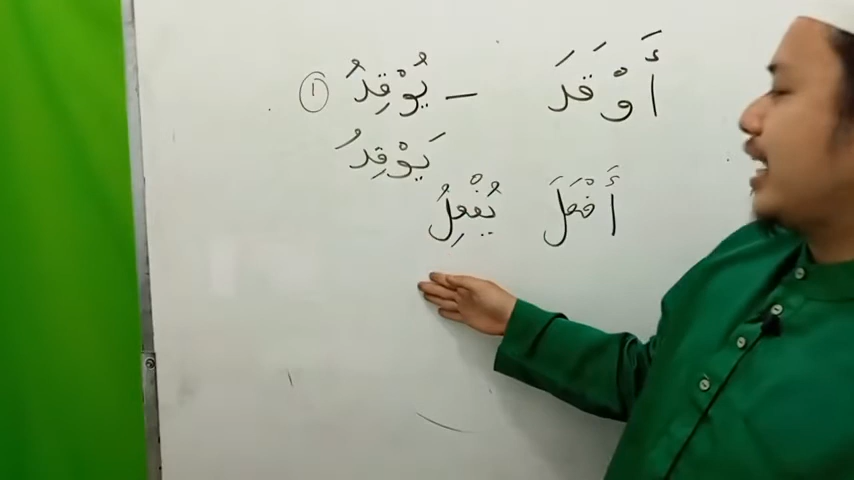 أَوْقَدَ – يُوْقِدُ ①
يَوْقِدُ
أَفْعَلَ يُفْعِلُ